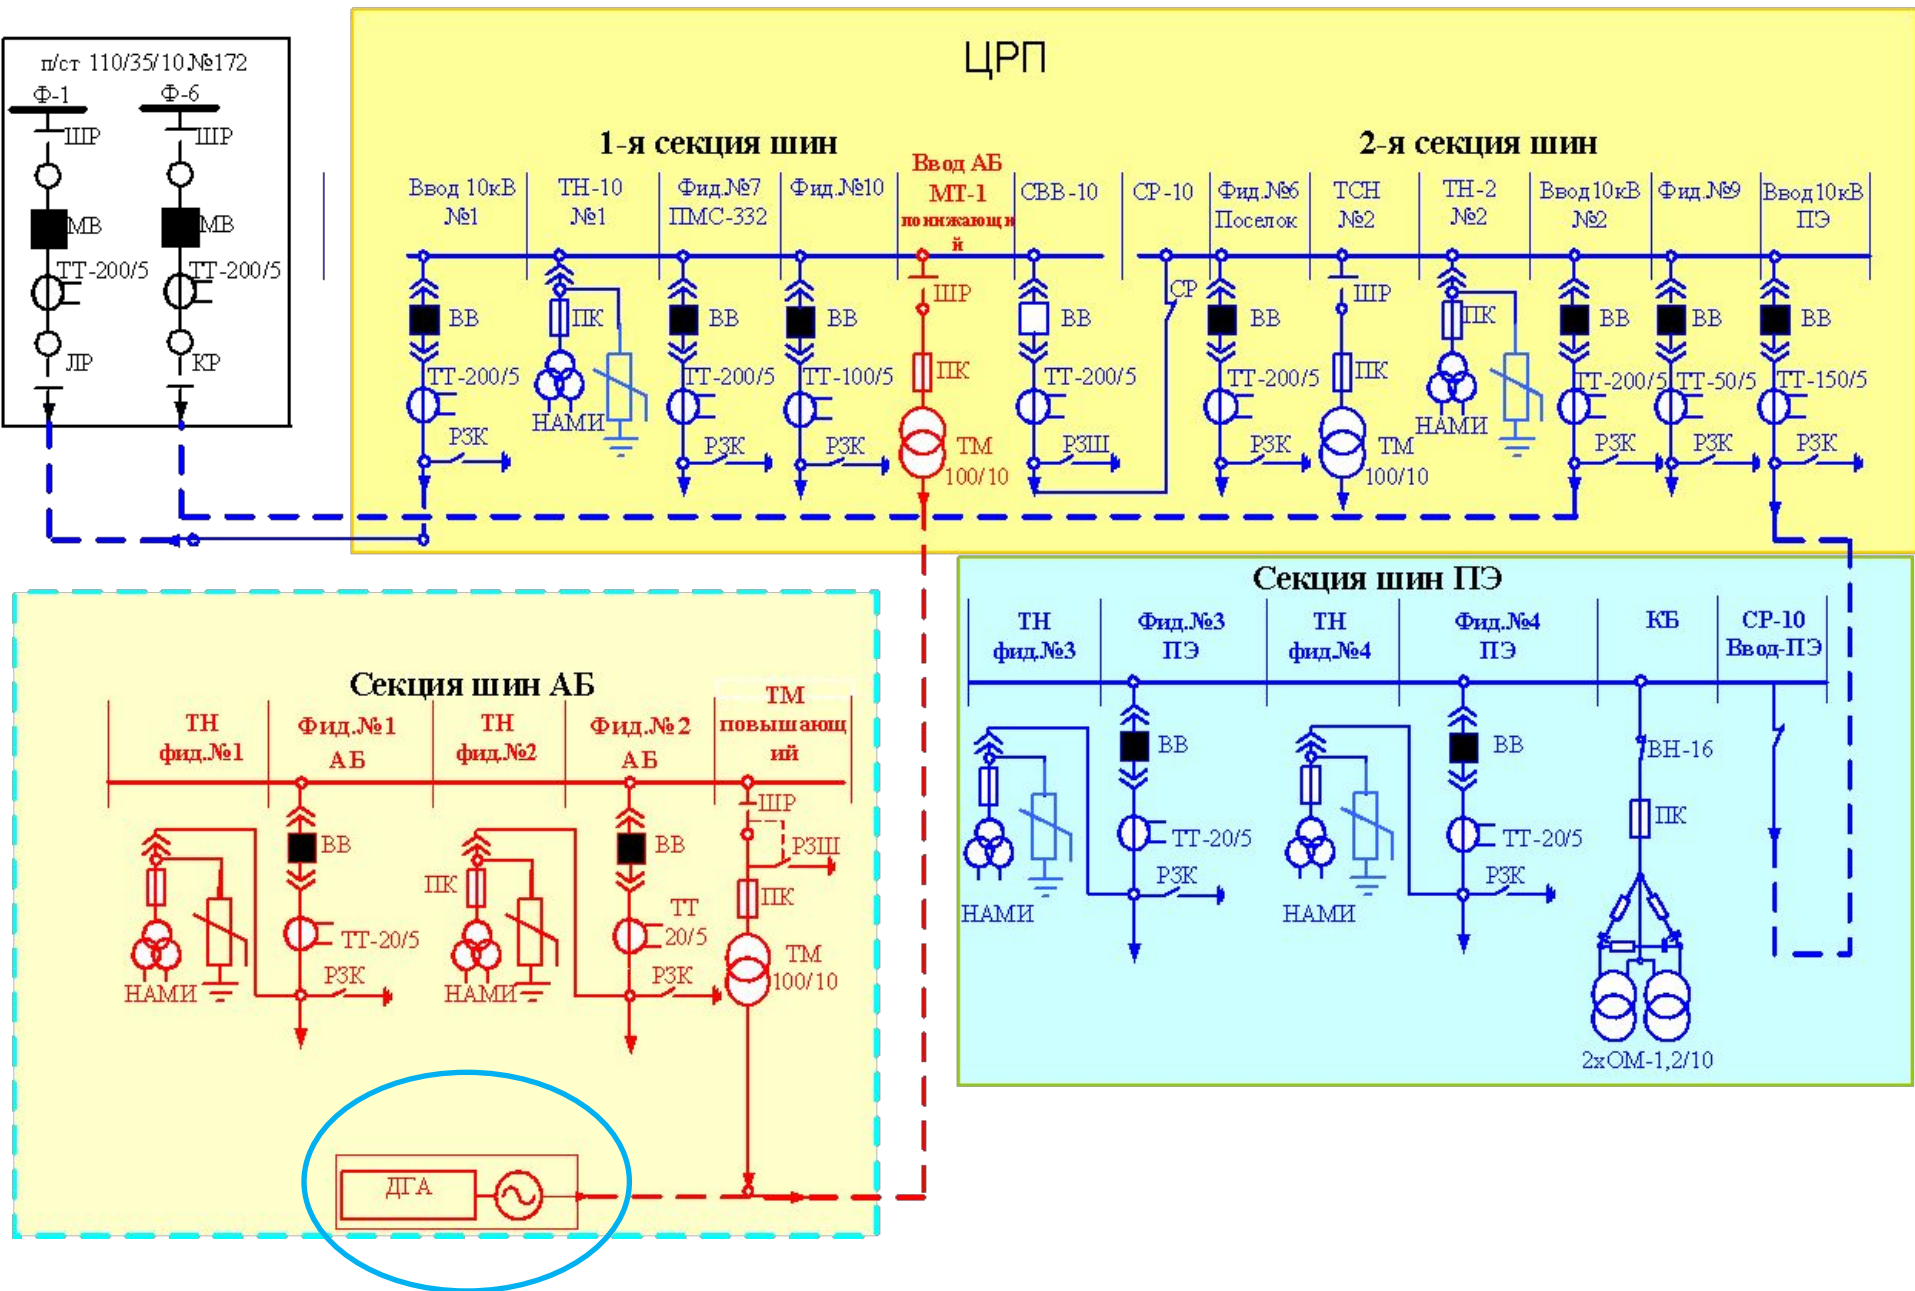 п/ст 110/35/10.№172
Ф-1
Ф-6
ШР
ШР
МВ
МВ
ТТ-200/5
ТТ-200/5
ЛР
КР
ЦРП
1-я секция шин
2-я секция шин
Ввод 10кВ
№1
ТН-10
№1
Фид.№7
ПМС-332
Фид.№10
Ввод АБ
МТ-1
понижающи
й
СВВ-10
СР-10
Фид.№6
Поселок
ТСН
№2
ТН-2
№2
Ввод10кВ
№2
Фид.№9
Ввод10кВ
ПЭ
ВВ
ПК
ВВ
ВВ
ШР
ВВ
СР
ВВ
ШР
ПК
ВВ
ВВ
ВВ
ТТ-200/5
ТТ-200/5
ТТ-100/5
ПК
ТТ-200/5
ТТ-200/5
ПК
ТТ-200/5
ТТ-50/5
ТТ-150/5
НАМИ
НАМИ
РЗК
РЗК
РЗК
ТМ
100/10
РЗШ
РЗК
ТМ
100/10
РЗК
РЗК
РЗК
Секция шин ПЭ
ТН
фид.№3
Фид.№3
ПЭ
ТН
фид.№4
Фид.№4
ПЭ
КБ
СР-10
Ввод-ПЭ
ВВ
ВВ
ВН-16
ПК
ТТ-20/5
ТТ-20/5
РЗК
РЗК
НАМИ
НАМИ
2хОМ-1,2/10
Секция шин АБ
ТН
фид.№1
Фид.№1
АБ
ТН
фид.№2
Фид.№2
АБ
ТМ
повышающ
ий
ШР
ВВ
ВВ
РЗШ
ПК
ПК
ТТ-20/5
ТТ
20/5
ТМ
100/10
РЗК
РЗК
НАМИ
НАМИ
ДГА